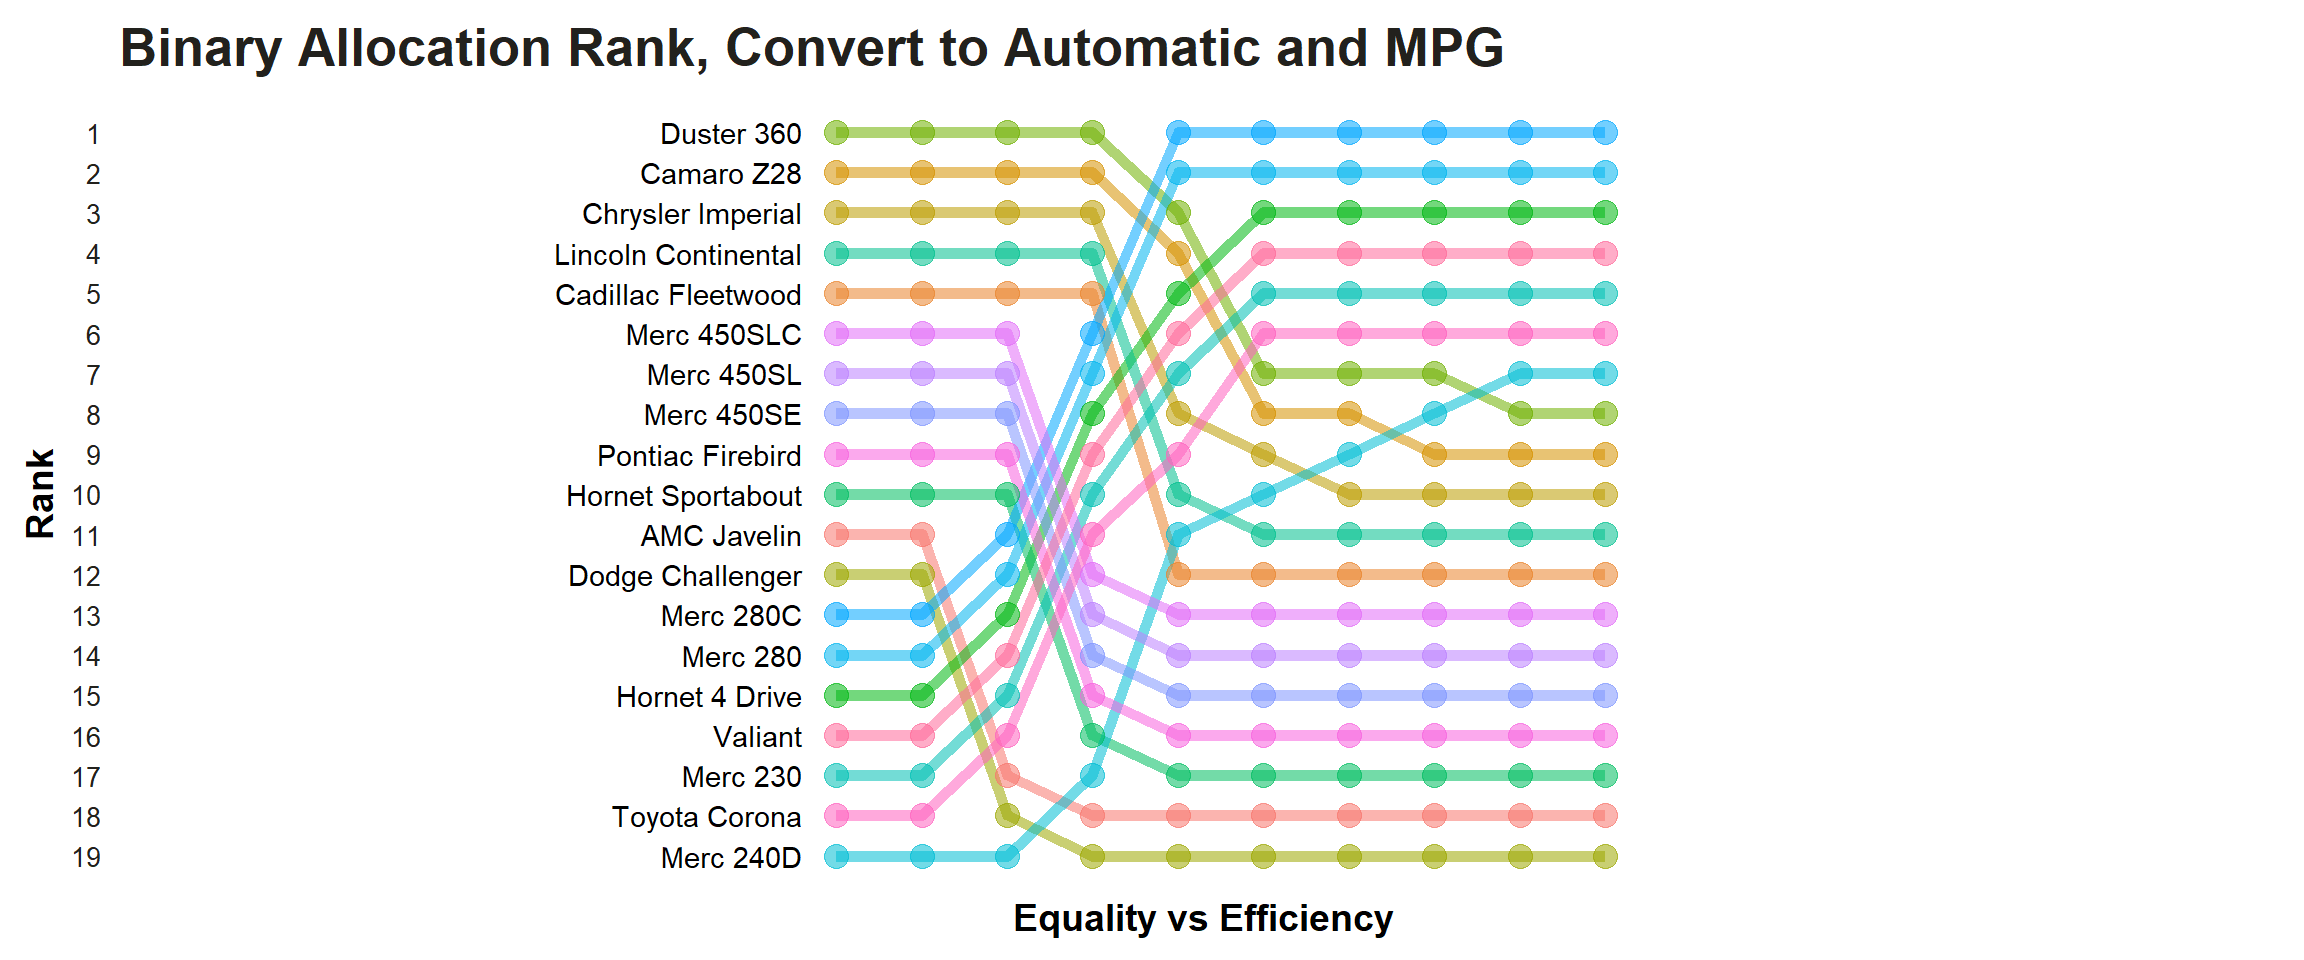 Binary Allocation Rank, Convert to Automatic and MPG
1 Duster 360
2 Camaro Z28
3 Chrysler Imperial
4 Lincoln Continental
5 Cadillac Fleetwood
6 Merc 450SLC
7 Merc 450SL
8 Merc 450SE
9 Pontiac Firebird
10 Hornet Sportabout
11 AMC Javelin
12 Dodge Challenger
13 Merc 280C
14 Merc 280
15 Hornet 4 Drive
16 Valiant
17 Merc 230
18 Toyota Corona
19 Merc 240D
Rank
Equality vs Efficiency